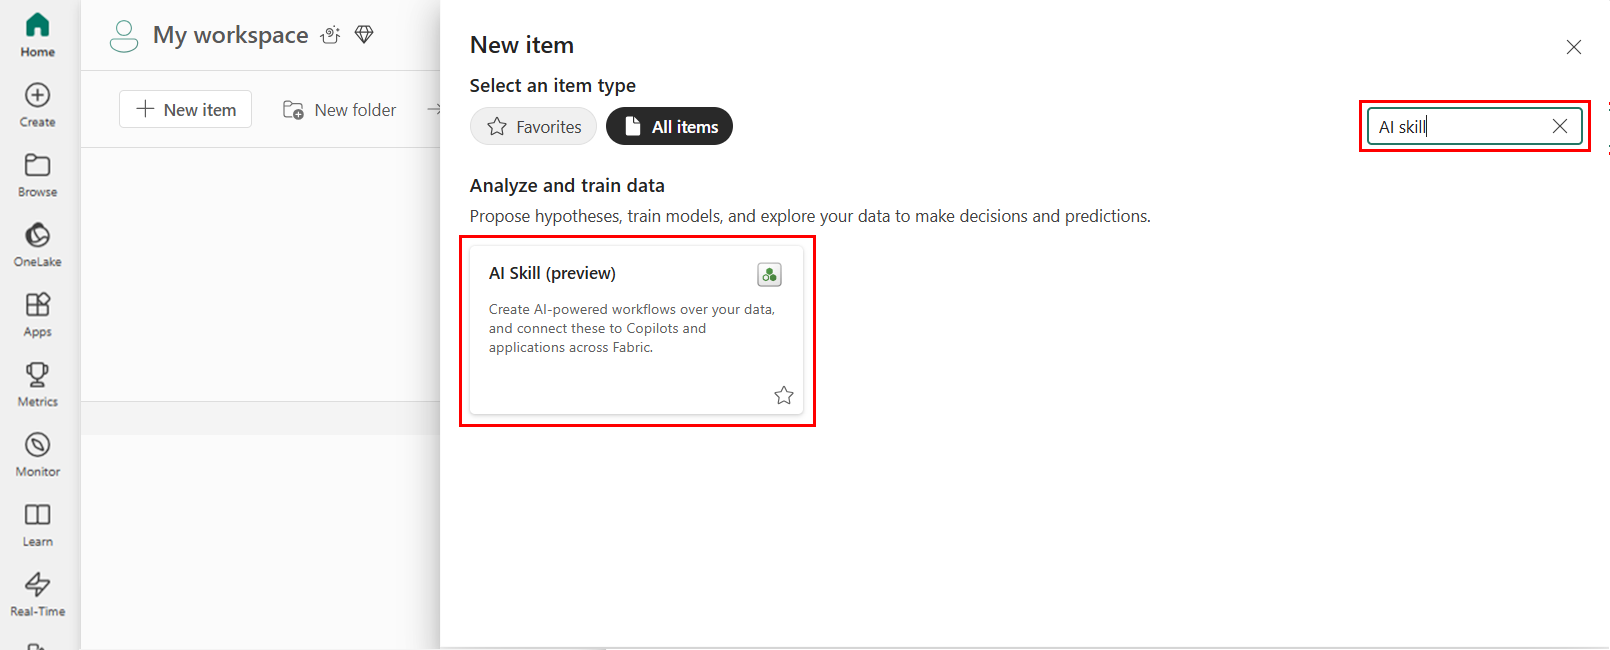 Home
Create
Browse
OneLake
Apps
Metrics
Monitor
Learn
Real-Time
My workspace
New item
New folder
New item
Select an item type
Favorites
All items
AI skill
Analyze and train data
Propose hypotheses, train models, and explore your data to make decisions and predictions.
AI Skill (preview)
Create AI-powered workflows over your data,
and connect these to Copilots and
applications across Fabric.